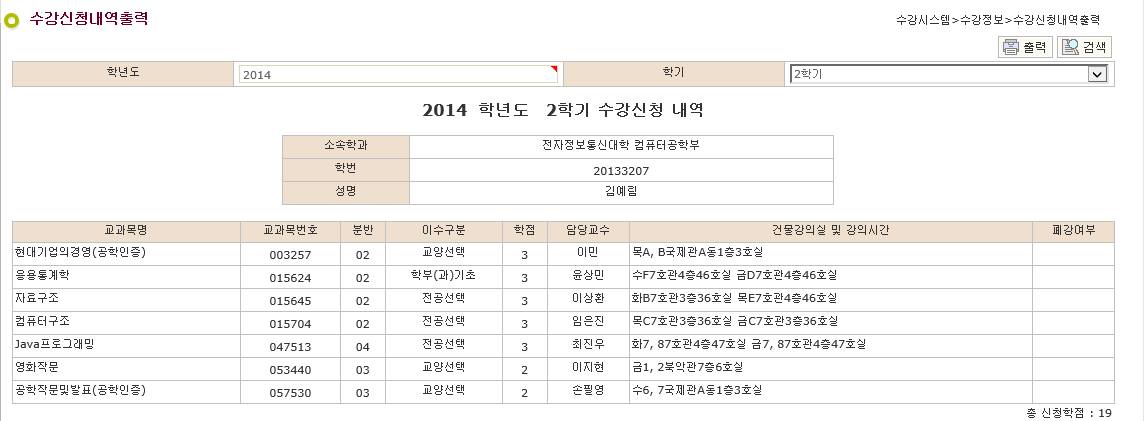 수강신청내역출력
수강시스템>수강정보>수강신청내역출력
출력 검색
학년도 2014 학기 2학기
2014 학년도 2학기 수강신청 내역
소속학과 전자정보통신대학 컴퓨터공학부
학번 20133207
성명 김예림
교과목명 교과목번호 분반 이수구분 학점 담당교수 건물강의실 및 강의시간 폐강여부
현대기업의경영(공학인증) 003257 02 교양선택 3 이민 목A, B국제관A동1층3호실
응용통계학 015624 02 학부(과)기초 3 윤상민 수F7호관4층46호실 금D7호관4층46호실
자료구조 015645 02 전공선택 3 이상환 화B7호관3층36호실 목E7호관4층46호실
컴퓨터구조 015704 02 전공선택 3 임은진 목C7호관3층36호실 금C7호관3층36호실
Java프로그래밍 047513 04 전공선택 3 최진우 화7, 87호관4층47호실 금7, 87호관4층47호실
영화작문 053440 03 교양선택 2 이지현 금1, 2북악관7층6호실
공학작문및발표(공학인증) 057530 03 교양선택 2 손필영 수6, 7국제관A동1층3호실
총 신청학점 : 19